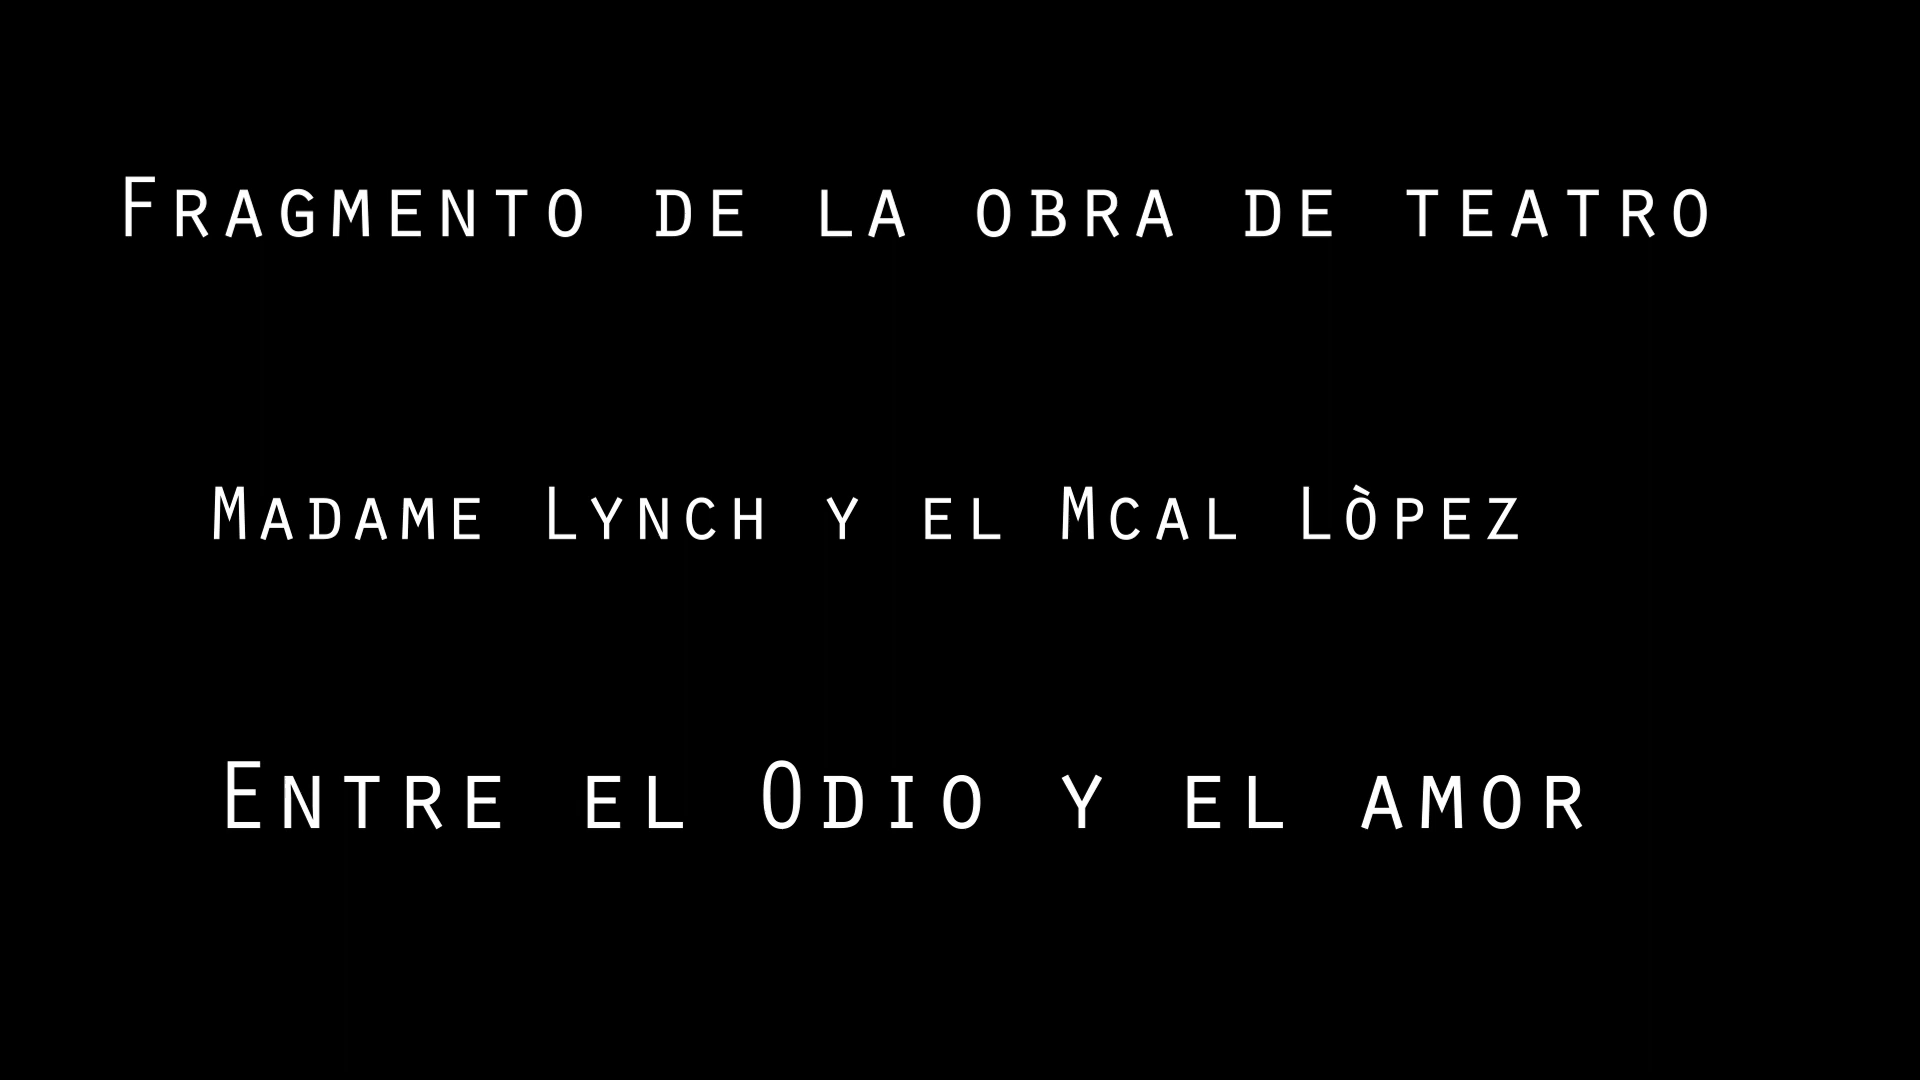 Fragmento de la obra de teatro
Madame Lynch y el Mcal Lòpez
Entre el Odio y el amor